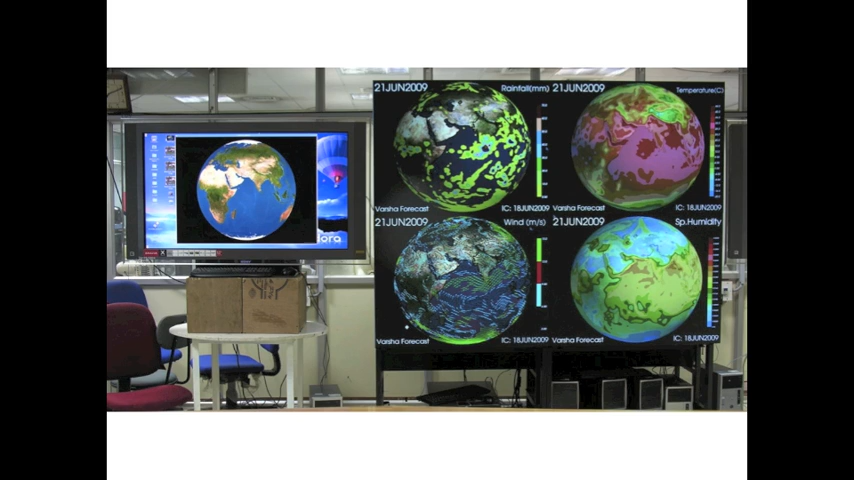 21JUN2009 Rainfall(mm)
Varsha Forecast IC: 18JUN2009
21JUN2009 Temperature(C)
Varsha Forecast IC: 18JUN2009
21JUN2009 Wind (m/s)
Varsha Forecast IC: 18JUN2009
21JUN2009 Sp.Humidity
Varsha Forecast IC: 18JUN2009
ora